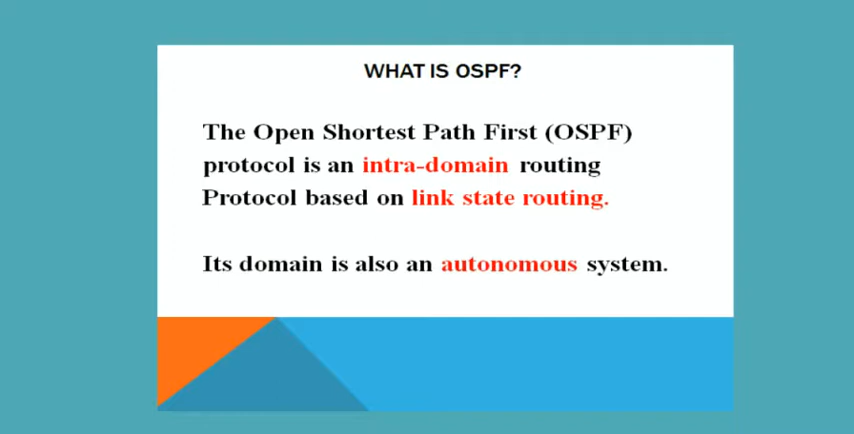 WHAT IS OSPF?
The Open Shortest Path First (OSPF)
protocol is an intra-domain routing
Protocol based on link state routing.
Its domain is also an autonomous system.